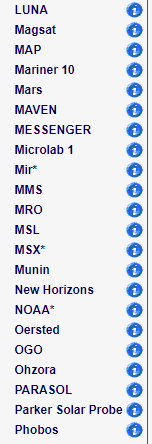 LUNA
Magsat
MAP
Mariner 10
Mars
MAVEN
MESSENGER
Microlab 1
Mir*
MMS
MRO
MSL
MSX*
Munin
New Horizons
NOAA*
Oersted
OGO
Ohzora
PARASOL
Parker Solar Probe
Phobos